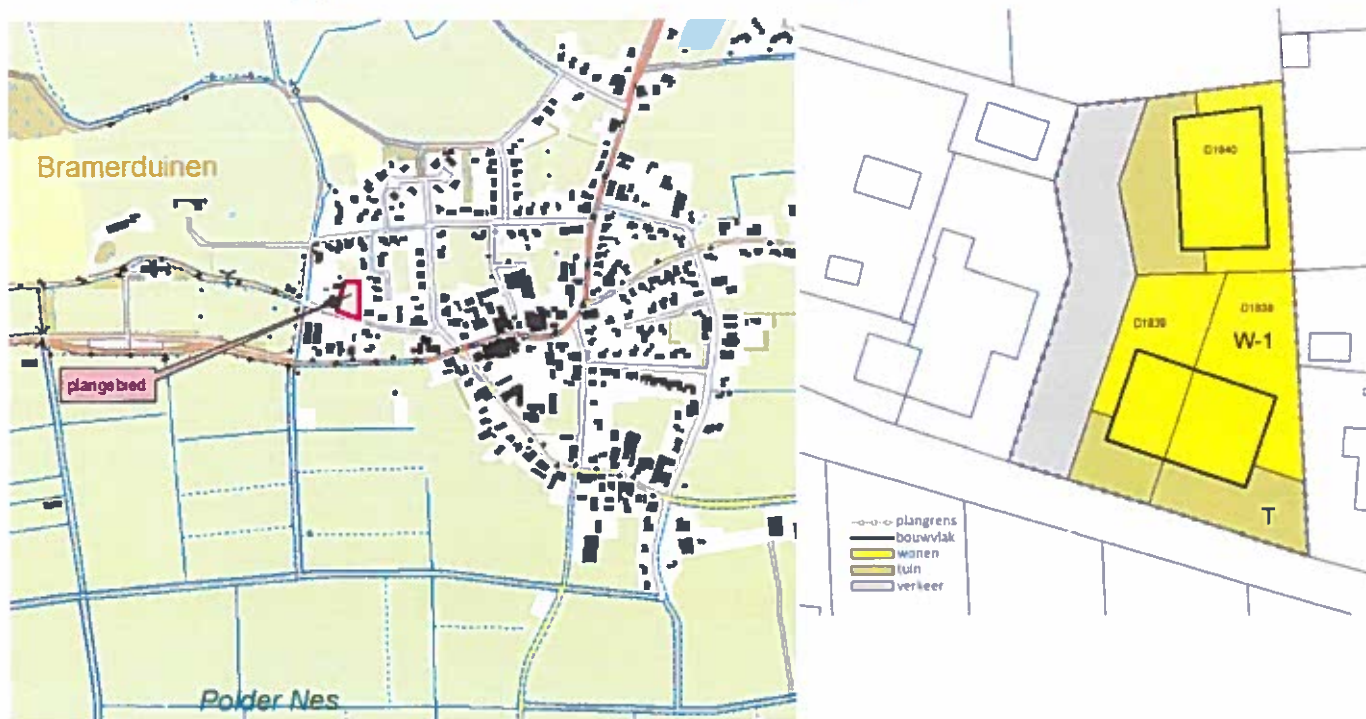 Bramerduinen
plangebied
Polder Nes
D1840
D1839
D1838
W-1
T
plangrens
bouwvlak
wonen
tuin
verkeer